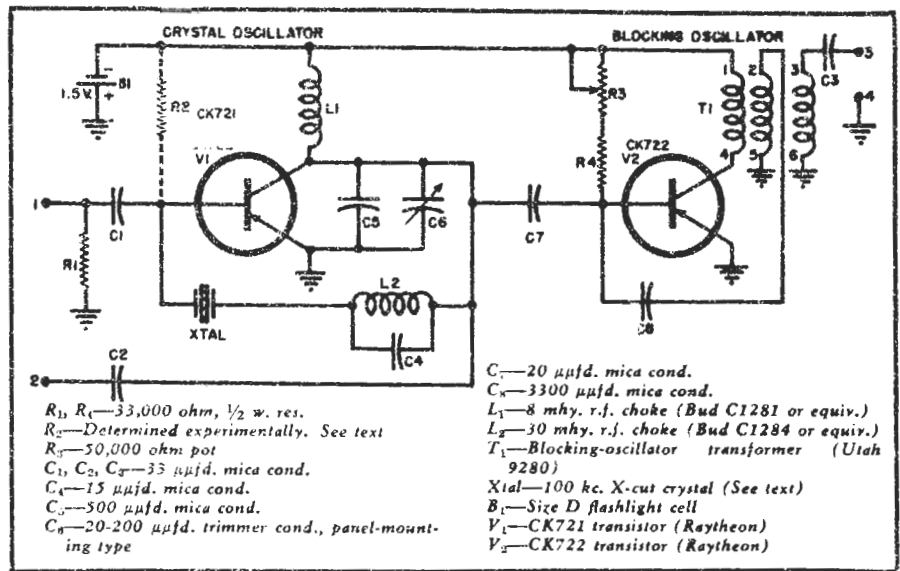 CRYSTAL OSCILLATOR
BLOCKING OSCILLATOR
1.5 V.
-
+
B1
R2
CK721
V1
L1
R3
R4
CK722
V2
T1
1
2
3
4
5
6
C3
3
4
1
C1
R1
C5
C6
C7
C8
XTAL
L2
C4
C2
2
R1, R4—33,000 ohm, ½ w. res.
R2—Determined experimentally. See text
R3—50,000 ohm pot
C1, C2, C3—33 μμfd. mica cond.
C4—15 μμfd. mica cond.
C5—500 μμfd. mica cond.
C6—20-200 μμfd. trimmer cond., panel-mount-
ing type
C7—20 μμfd. mica cond.
C8—3300 μμfd. mica cond.
L1—8 mhy. r.f. choke (Bud C1281 or equiv.)
L2—30 mhy. r.f. choke (Bud C1284 or equiv.)
T1—Blocking-oscillator transformer (Utah
9280)
Xtal—100 kc. X-cut crystal (See text)
B1—Size D flashlight cell
V1—CK721 transistor (Raytheon)
V2—CK722 transistor (Raytheon)